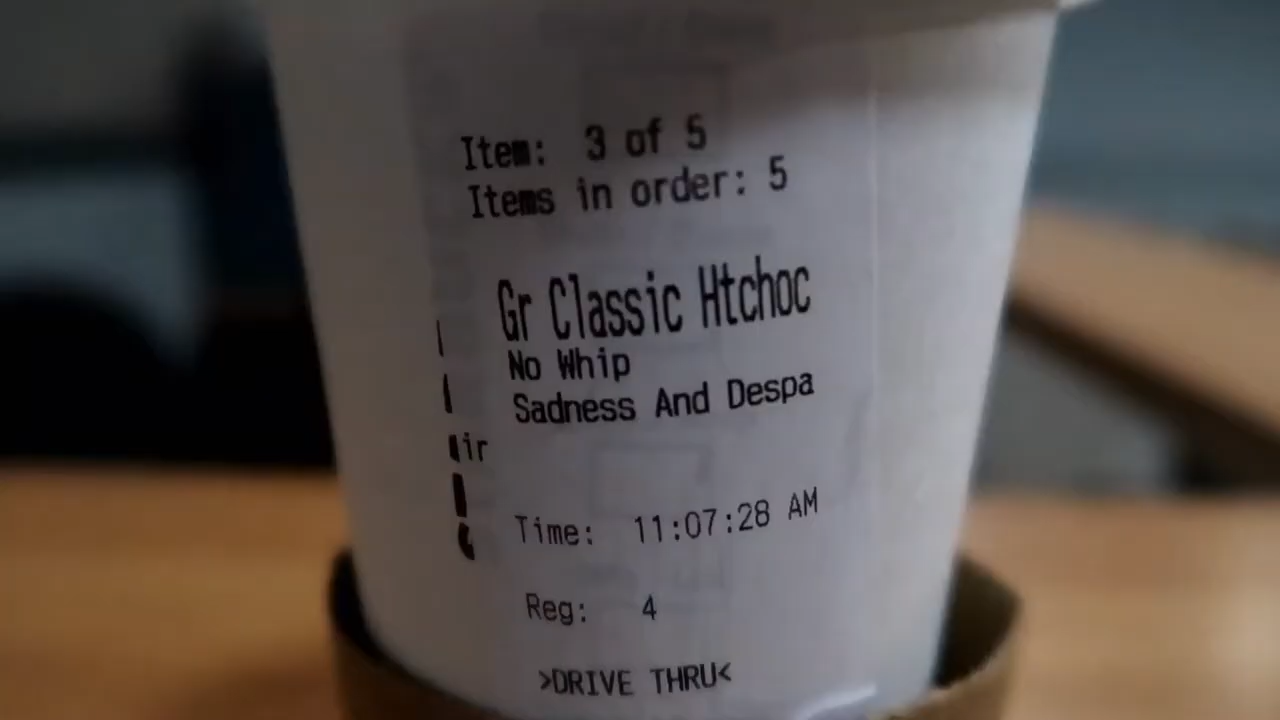 Item: 3 of 5
Items in order: 5
Gr Classic Htchoc
No Whip
Sadness And Despa
ir
Time: 11:07:28 AM
Reg: 4
>DRIVE THRU<